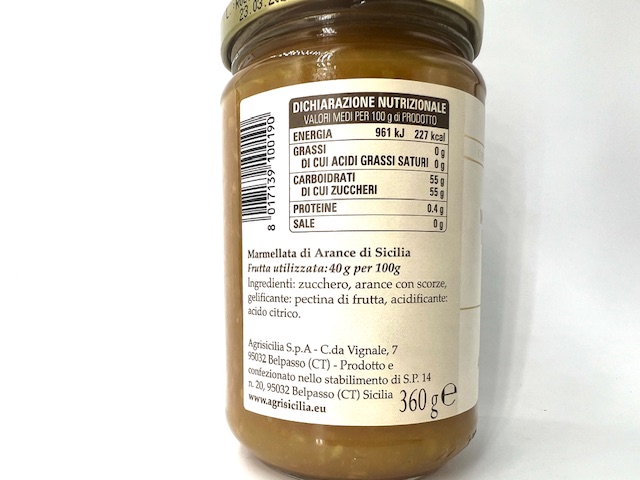 23.03.
DICHIARAZIONE NUTRIZIONALE
VALORI MEDI PER 100 g di PRODOTTO
ENERGIA 961 kJ 227 kcal
GRASSI 0 g
DI CUI ACIDI GRASSI SATURI 0 g
CARBOIDRATI 55 g
DI CUI ZUCCHERI 55 g
PROTEINE 0.4 g
SALE 0 g
8 017139 100190
Marmellata di Arance di Sicilia
Frutta utilizzata: 40 g per 100g
Ingredienti: zucchero, arance con scorze,
gelificante: pectina di frutta, acidificante:
acido citrico.
Agrisicilia S.p.A - C.da Vignale, 7
95032 Belpasso (CT) - Prodotto e
confezionato nello stabilimento di S.P. 14
n. 20, 95032 Belpasso (CT) Sicilia
www.agrisicilia.eu
360 g e